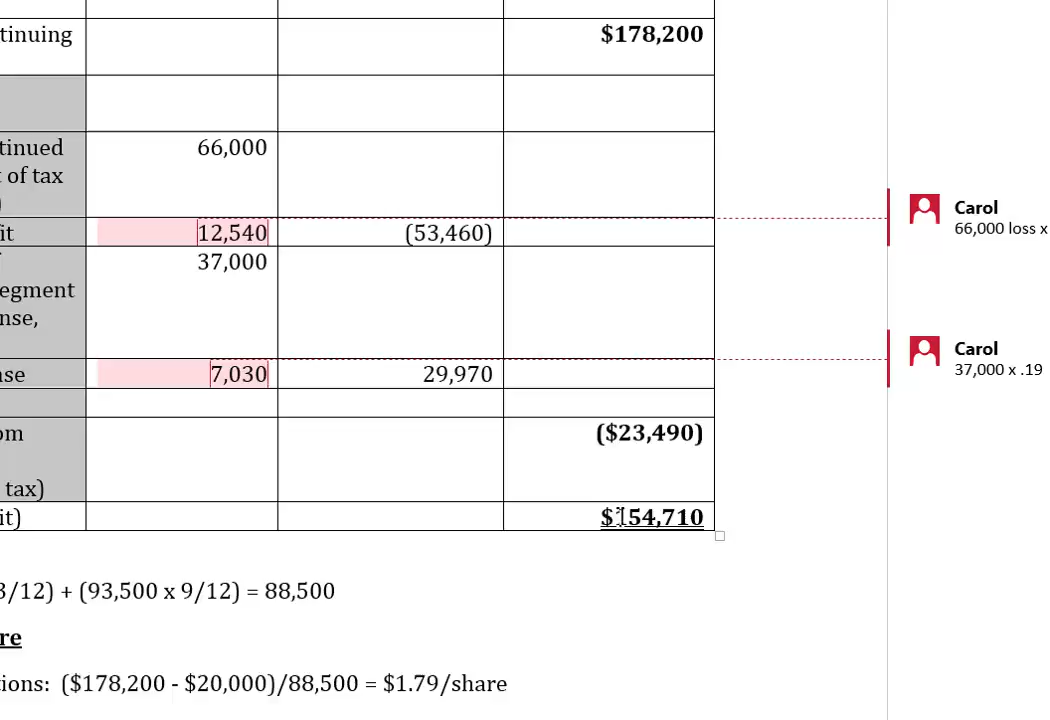 tinuing $178,200
tinued 66,000
of tax
)
Carol
66,000 loss x
it 12,540 (53,460)
37,000
egment
nse,
Carol
37,000 x .19
nse 7,030 29,970
om ($23,490)
tax)
it) $154,710
3/12) + (93,500 x 9/12) = 88,500
re
tions: ($178,200 - $20,000)/88,500 = $1.79/share